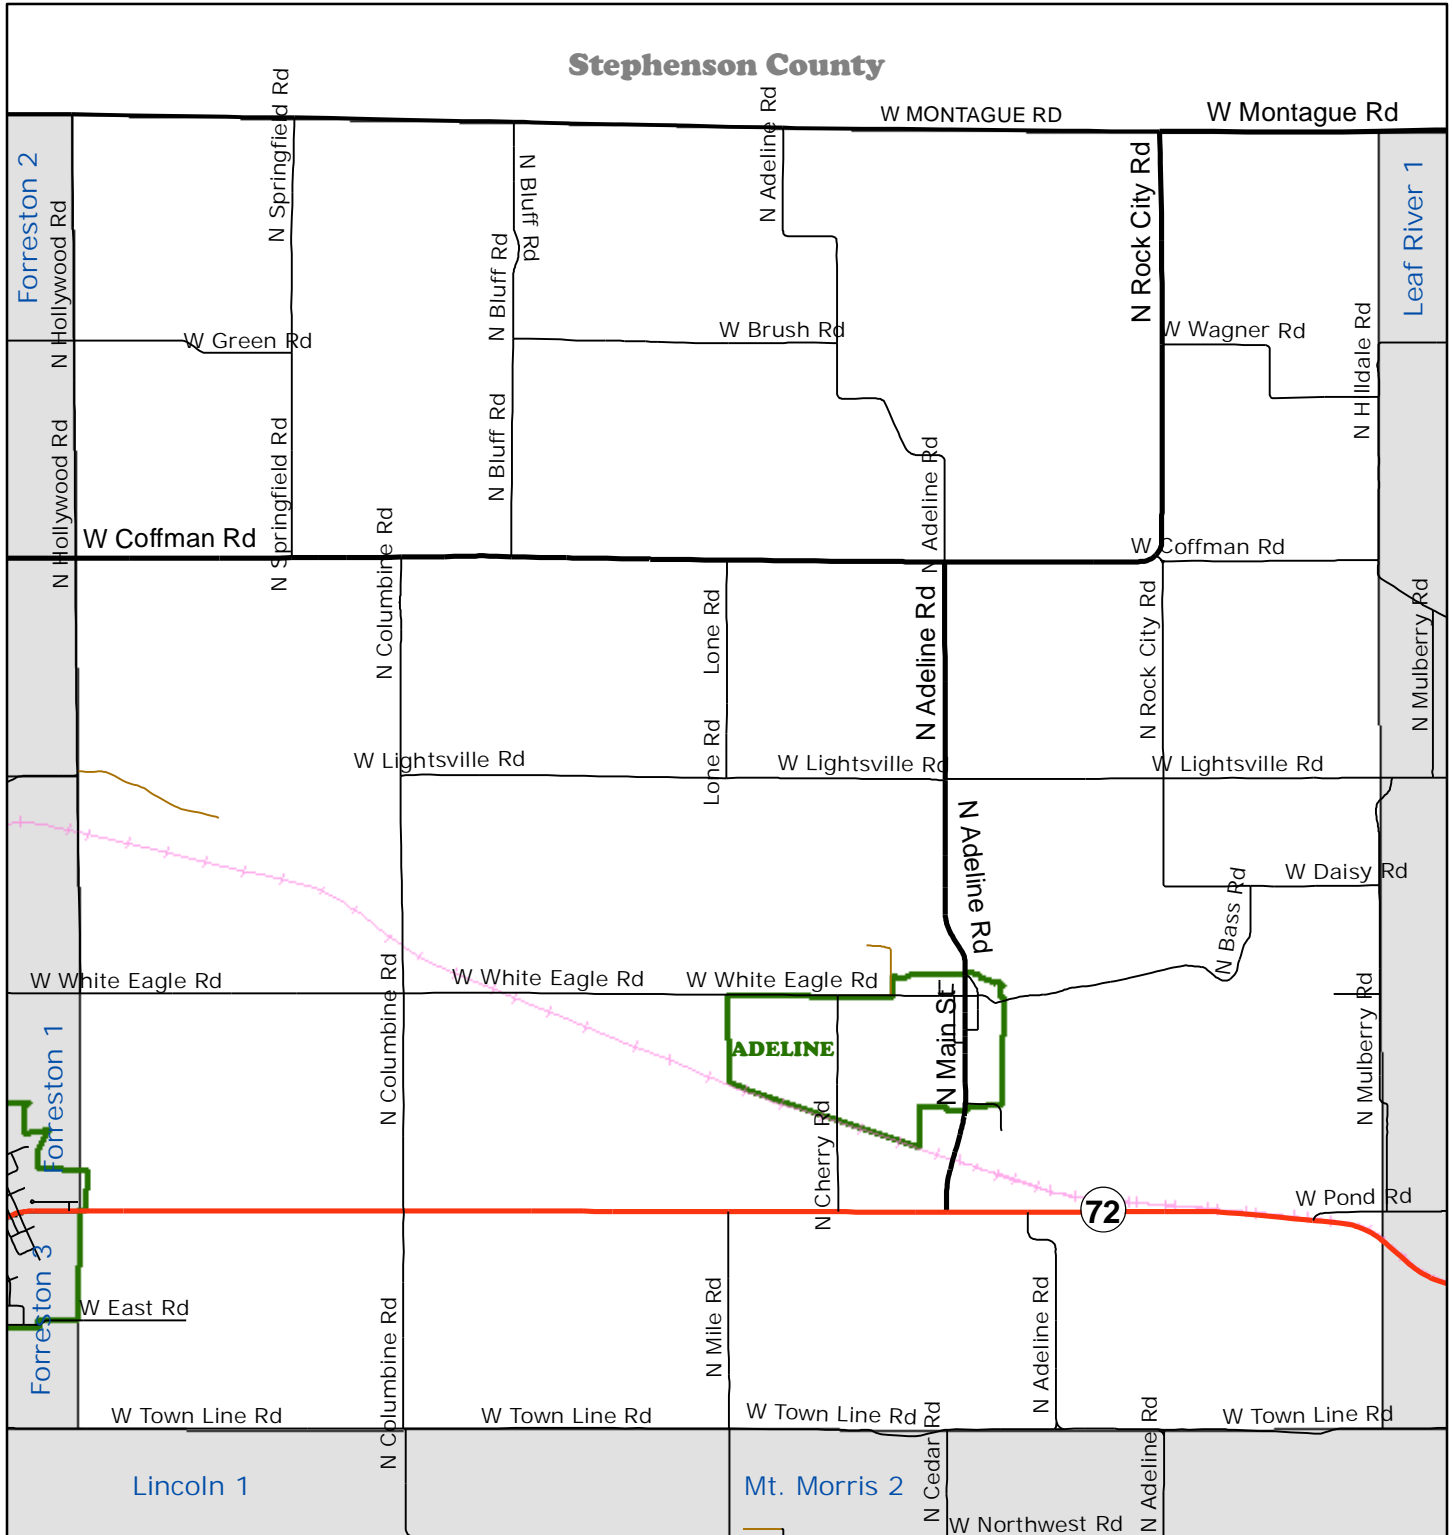 Stephenson County
W MONTAGUE RD
W Montague Rd
N Springfield Rd
N Adeline Rd
Forreston 2
N Hollywood Rd
N Bluff Rd
N Bluff Rd
N Rock City Rd
Leaf River 1
W Green Rd
W Brush Rd
W Wagner Rd
N Hilldale Rd
N Hollywood Rd
N Springfield Rd
N Bluff Rd
N Adeline Rd
W Coffman Rd
N Columbine Rd
W Coffman Rd
Lone Rd
N Adeline Rd
N Rock City Rd
N Mulberry Rd
Lone Rd
W Lightsville Rd
W Lightsville Rd
W Lightsville Rd
N Adeline Rd
W Daisy Rd
N Bass Rd
W White Eagle Rd
W White Eagle Rd
W White Eagle Rd
N Columbine Rd
N Main St
N Mulberry Rd
ADELINE
Forreston 1
N Cherry Rd
72
W Pond Rd
Forreston 3
W East Rd
N Columbine Rd
N Mile Rd
N Adeline Rd
W Town Line Rd
W Town Line Rd
W Town Line Rd
W Town Line Rd
N Cedar Rd
N Adeline Rd
Lincoln 1
Mt. Morris 2
W Northwest Rd